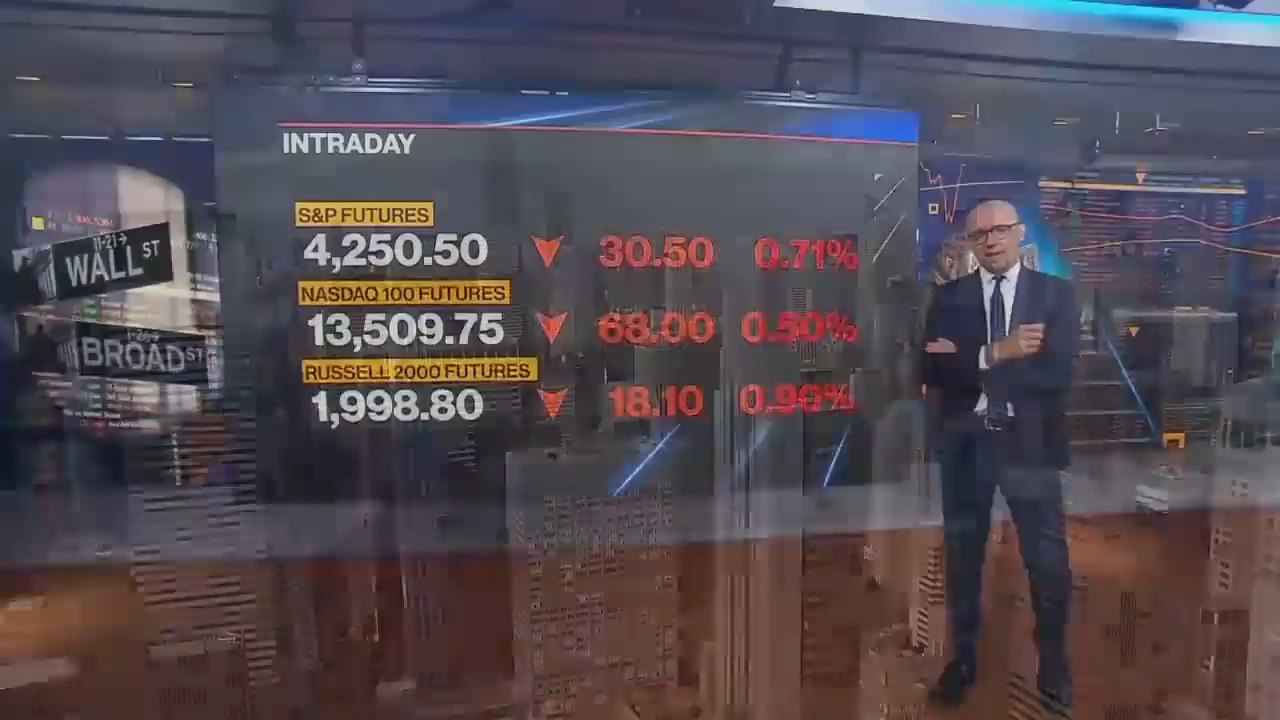 INTRADAY
S&P FUTURES
4,250.50 30.50 0.71%
NASDAQ 100 FUTURES
13,509.75 68.00 0.50%
RUSSELL 2000 FUTURES
1,998.80 18.10 0.90%
WALL ST
BROAD ST